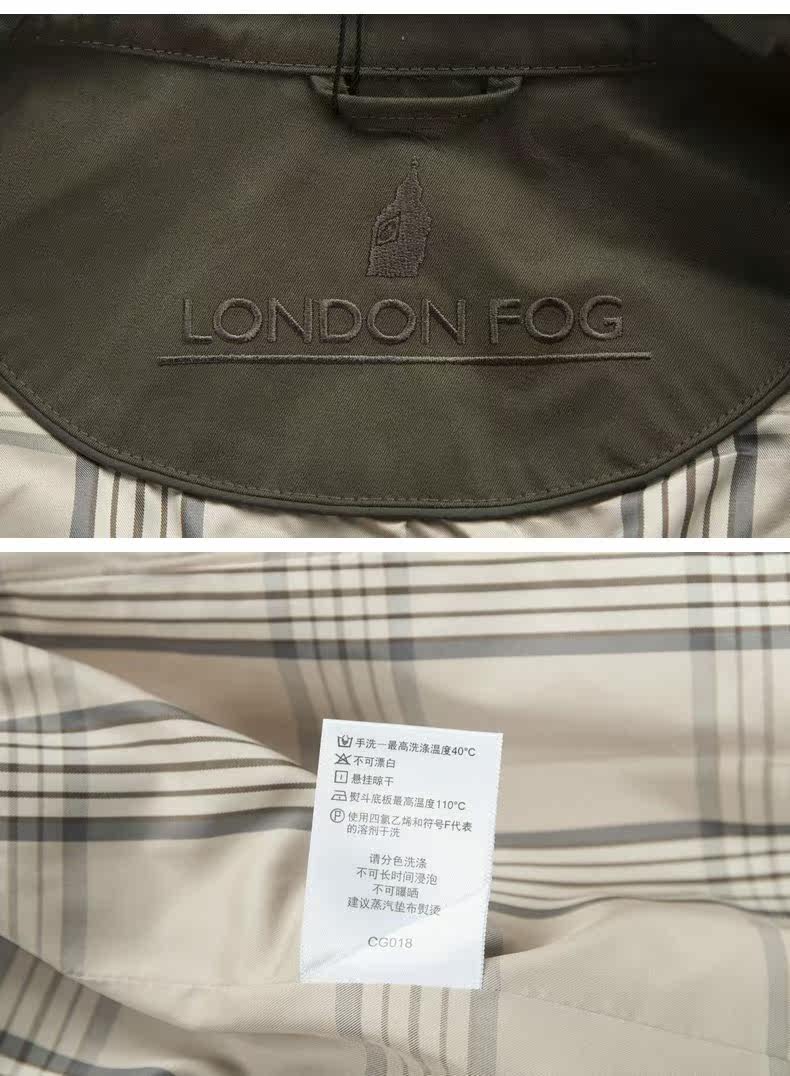 LONDON FOG
手洗一最高洗涤温度40°C
不可漂白
悬挂晾干
熨斗底板最高温度110°C
P 使用四氯乙烯和符号F代表
的溶剂干洗
请分色洗涤
不可长时间浸泡
不可曝晒
建议蒸汽垫布熨烫
CG018